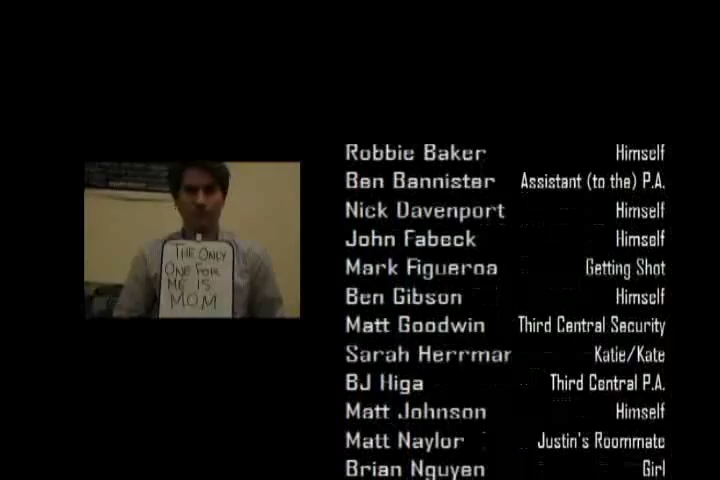 THE ONLY
ONE FOR
ME IS
MOM
Robbie Baker Himself
Ben Bannister Assistant (to the) P.A.
Nick Davenport Himself
John Fabeck Himself
Mark Figueroa Getting Shot
Ben Gibson Himself
Matt Goodwin Third Central Security
Sarah Herrman Katie/Kate
BJ Higa Third Central P.A.
Matt Johnson Himself
Matt Naylor Justin's Roommate
Brian Nguyen Girl